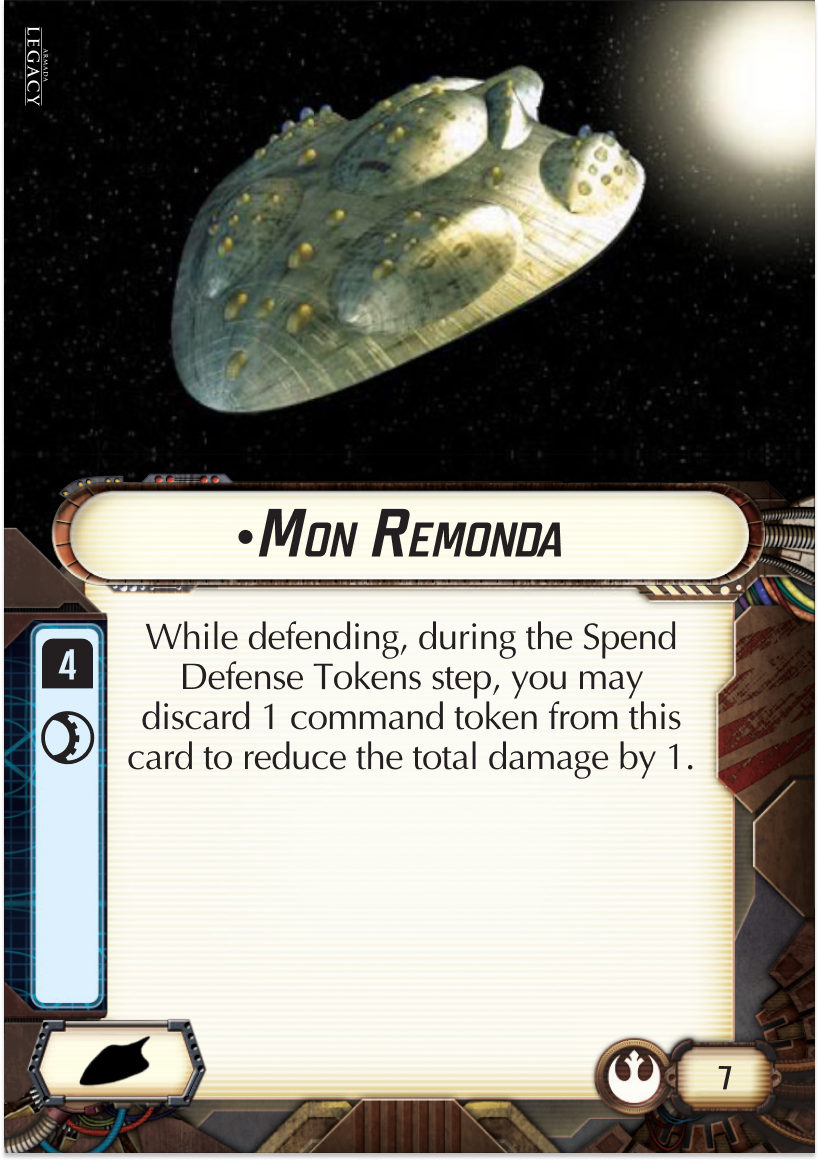 ARMADA
LEGACY
•Mon Remonda
4
While defending, during the Spend
Defense Tokens step, you may
discard 1 command token from this
card to reduce the total damage by 1.
7